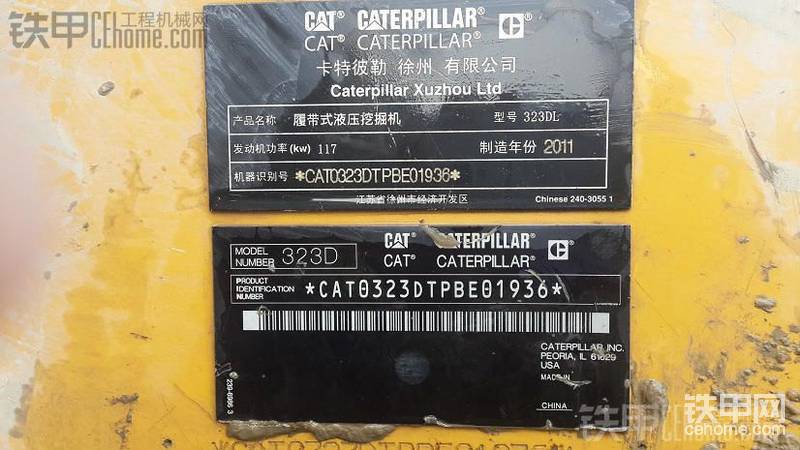 铁甲 工程机械网
CEhome.com
CAT CATERPILLAR
CAT CATERPILLAR
卡特彼勒 徐州 有限公司
Caterpillar Xuzhou Ltd
产品名称 履带式液压挖掘机 型号 323DL
发动机功率(kw) 117 制造年份 2011
机器识别号 *CAT0323DTPBE01936*
江苏省徐州市经济开发区
Chinese 240-3055 1
MODEL NUMBER 323D
CAT CATERPILLAR
CAT CATERPILLAR
PRODUCT IDENTIFICATION NUMBER *CAT0323DTPBE01936*
CATERPILLAR INC.
PEORIA, IL 61629
USA
MADE IN
CHINA
铁甲网
cehome.com